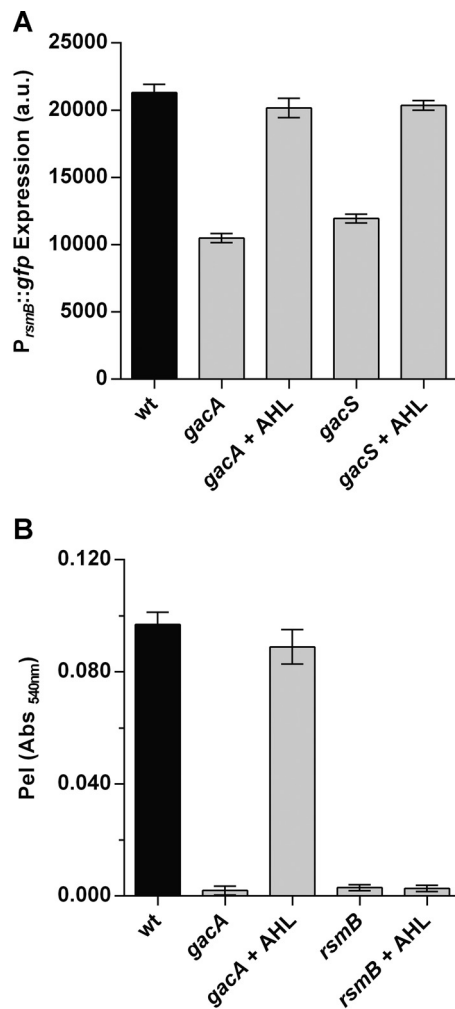 A
25000
20000
15000
10000
5000
0
PrsmB::gfp Expression (a.u.)
wt
gacA
gacA + AHL
gacS
gacS + AHL
B
0.120
0.080
0.040
0.000
Pel (Abs 540nm)
wt
gacA
gacA + AHL
rsmB
rsmB + AHL